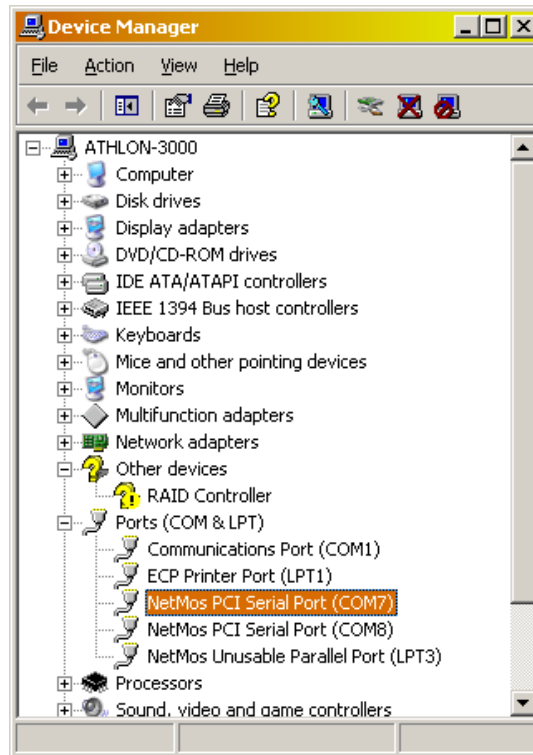 Device Manager
File Action View Help
ATHLON-3000
Computer
Disk drives
Display adapters
DVD/CD-ROM drives
IDE ATA/ATAPI controllers
IEEE 1394 Bus host controllers
Keyboards
Mice and other pointing devices
Monitors
Multifunction adapters
Network adapters
Other devices
RAID Controller
Ports (COM & LPT)
Communications Port (COM1)
ECP Printer Port (LPT1)
NetMos PCI Serial Port (COM7)
NetMos PCI Serial Port (COM8)
NetMos Unusable Parallel Port (LPT3)
Processors
Sound, video and game controllers